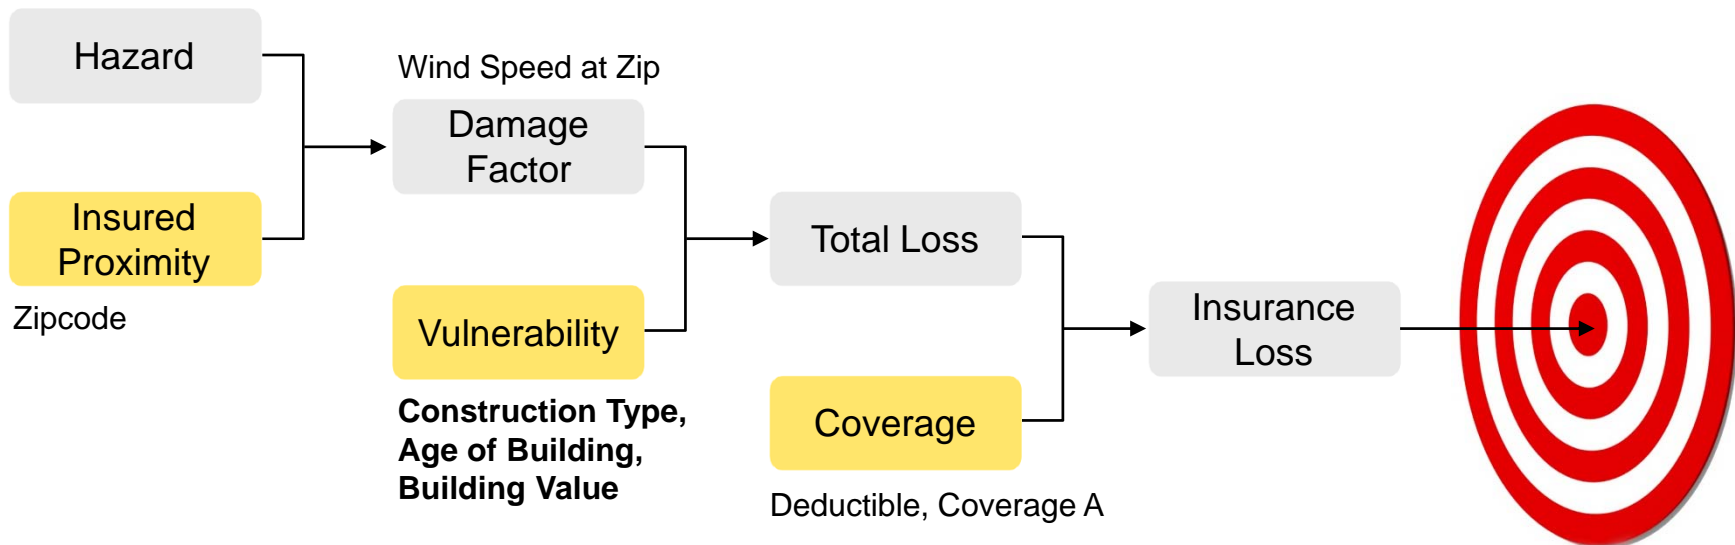 Hazard
Insured
Proximity
Zipcode
Wind Speed at Zip
Damage
Factor
Vulnerability
Construction Type,
Age of Building,
Building Value
Total Loss
Coverage
Deductible, Coverage A
Insurance
Loss